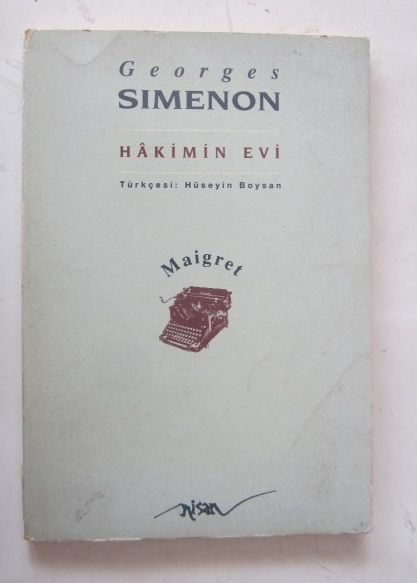 Georges
SIMENON
HÂKİMİN EVİ
Türkçesi: Hüseyin Boysan
Maigret
nisan